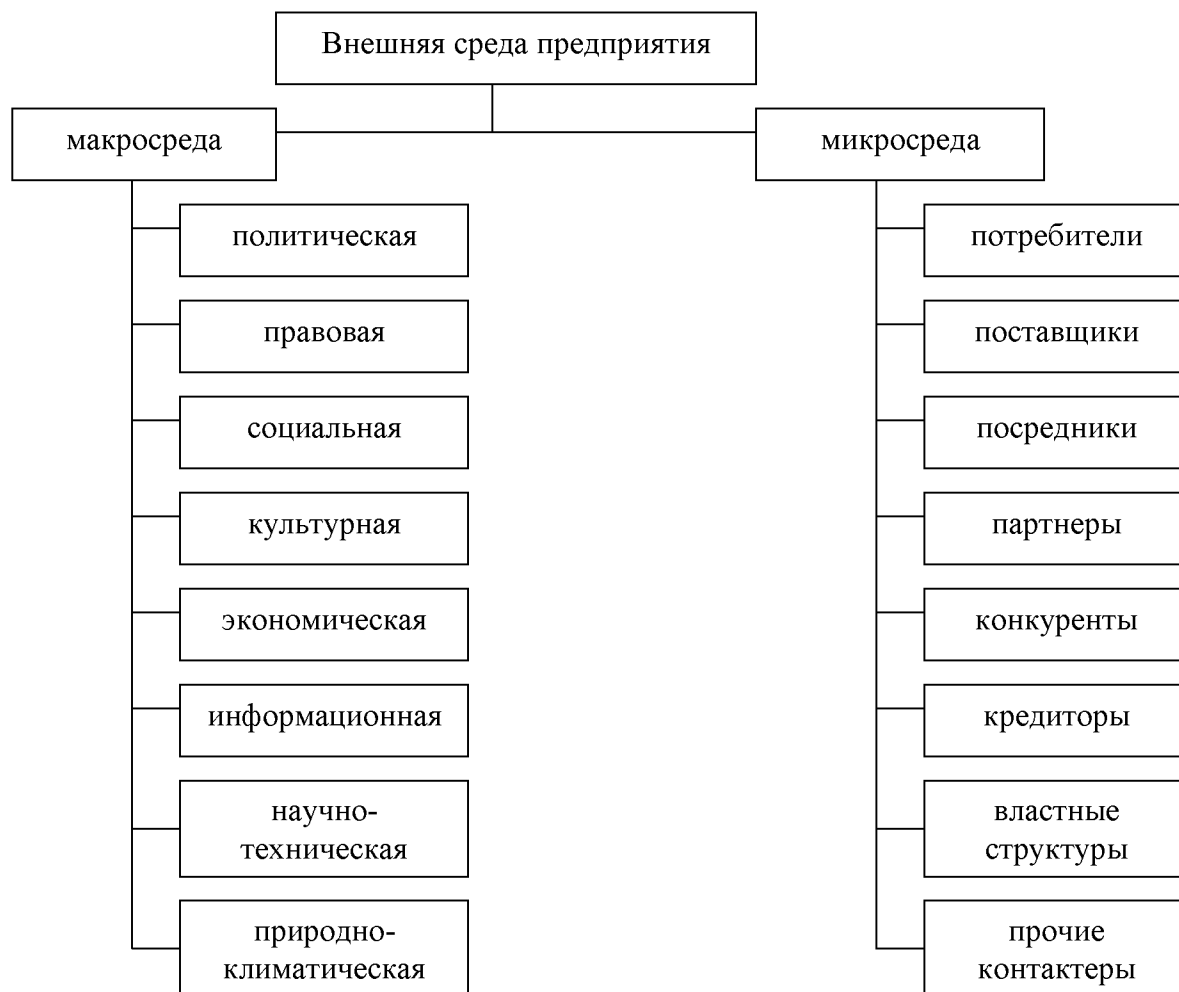 Внешняя среда предприятия
макросреда
микросреда
политическая
правовая
социальная
культурная
экономическая
информационная
научно-
техническая
природно-
климатическая
потребители
поставщики
посредники
партнеры
конкуренты
кредиторы
властные
структуры
прочие
контактеры